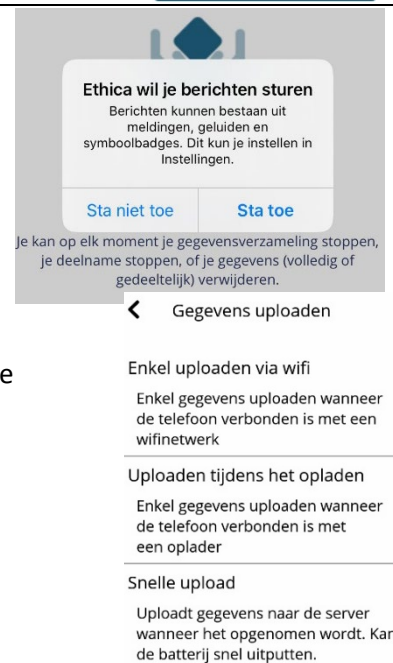 Ethica wil je berichten sturen
Berichten kunnen bestaan uit
meldingen, geluiden en
symboolbadges. Dit kun je instellen in
Instellingen.
Sta niet toe
Sta toe
Je kan op elk moment je gegevensverzameling stoppen,
je deelname stoppen, of je gegevens (volledig of
gedeeltelijk) verwijderen.
Gegevens uploaden
e
Enkel uploaden via wifi
Enkel gegevens uploaden wanneer
de telefoon verbonden is met een
wifinetwerk
Uploaden tijdens het opladen
Enkel gegevens uploaden wanneer
de telefoon verbonden is met
een oplader
Snelle upload
Uploadt gegevens naar de server
wanneer het opgenomen wordt. Kan
de batterij snel uitputten.